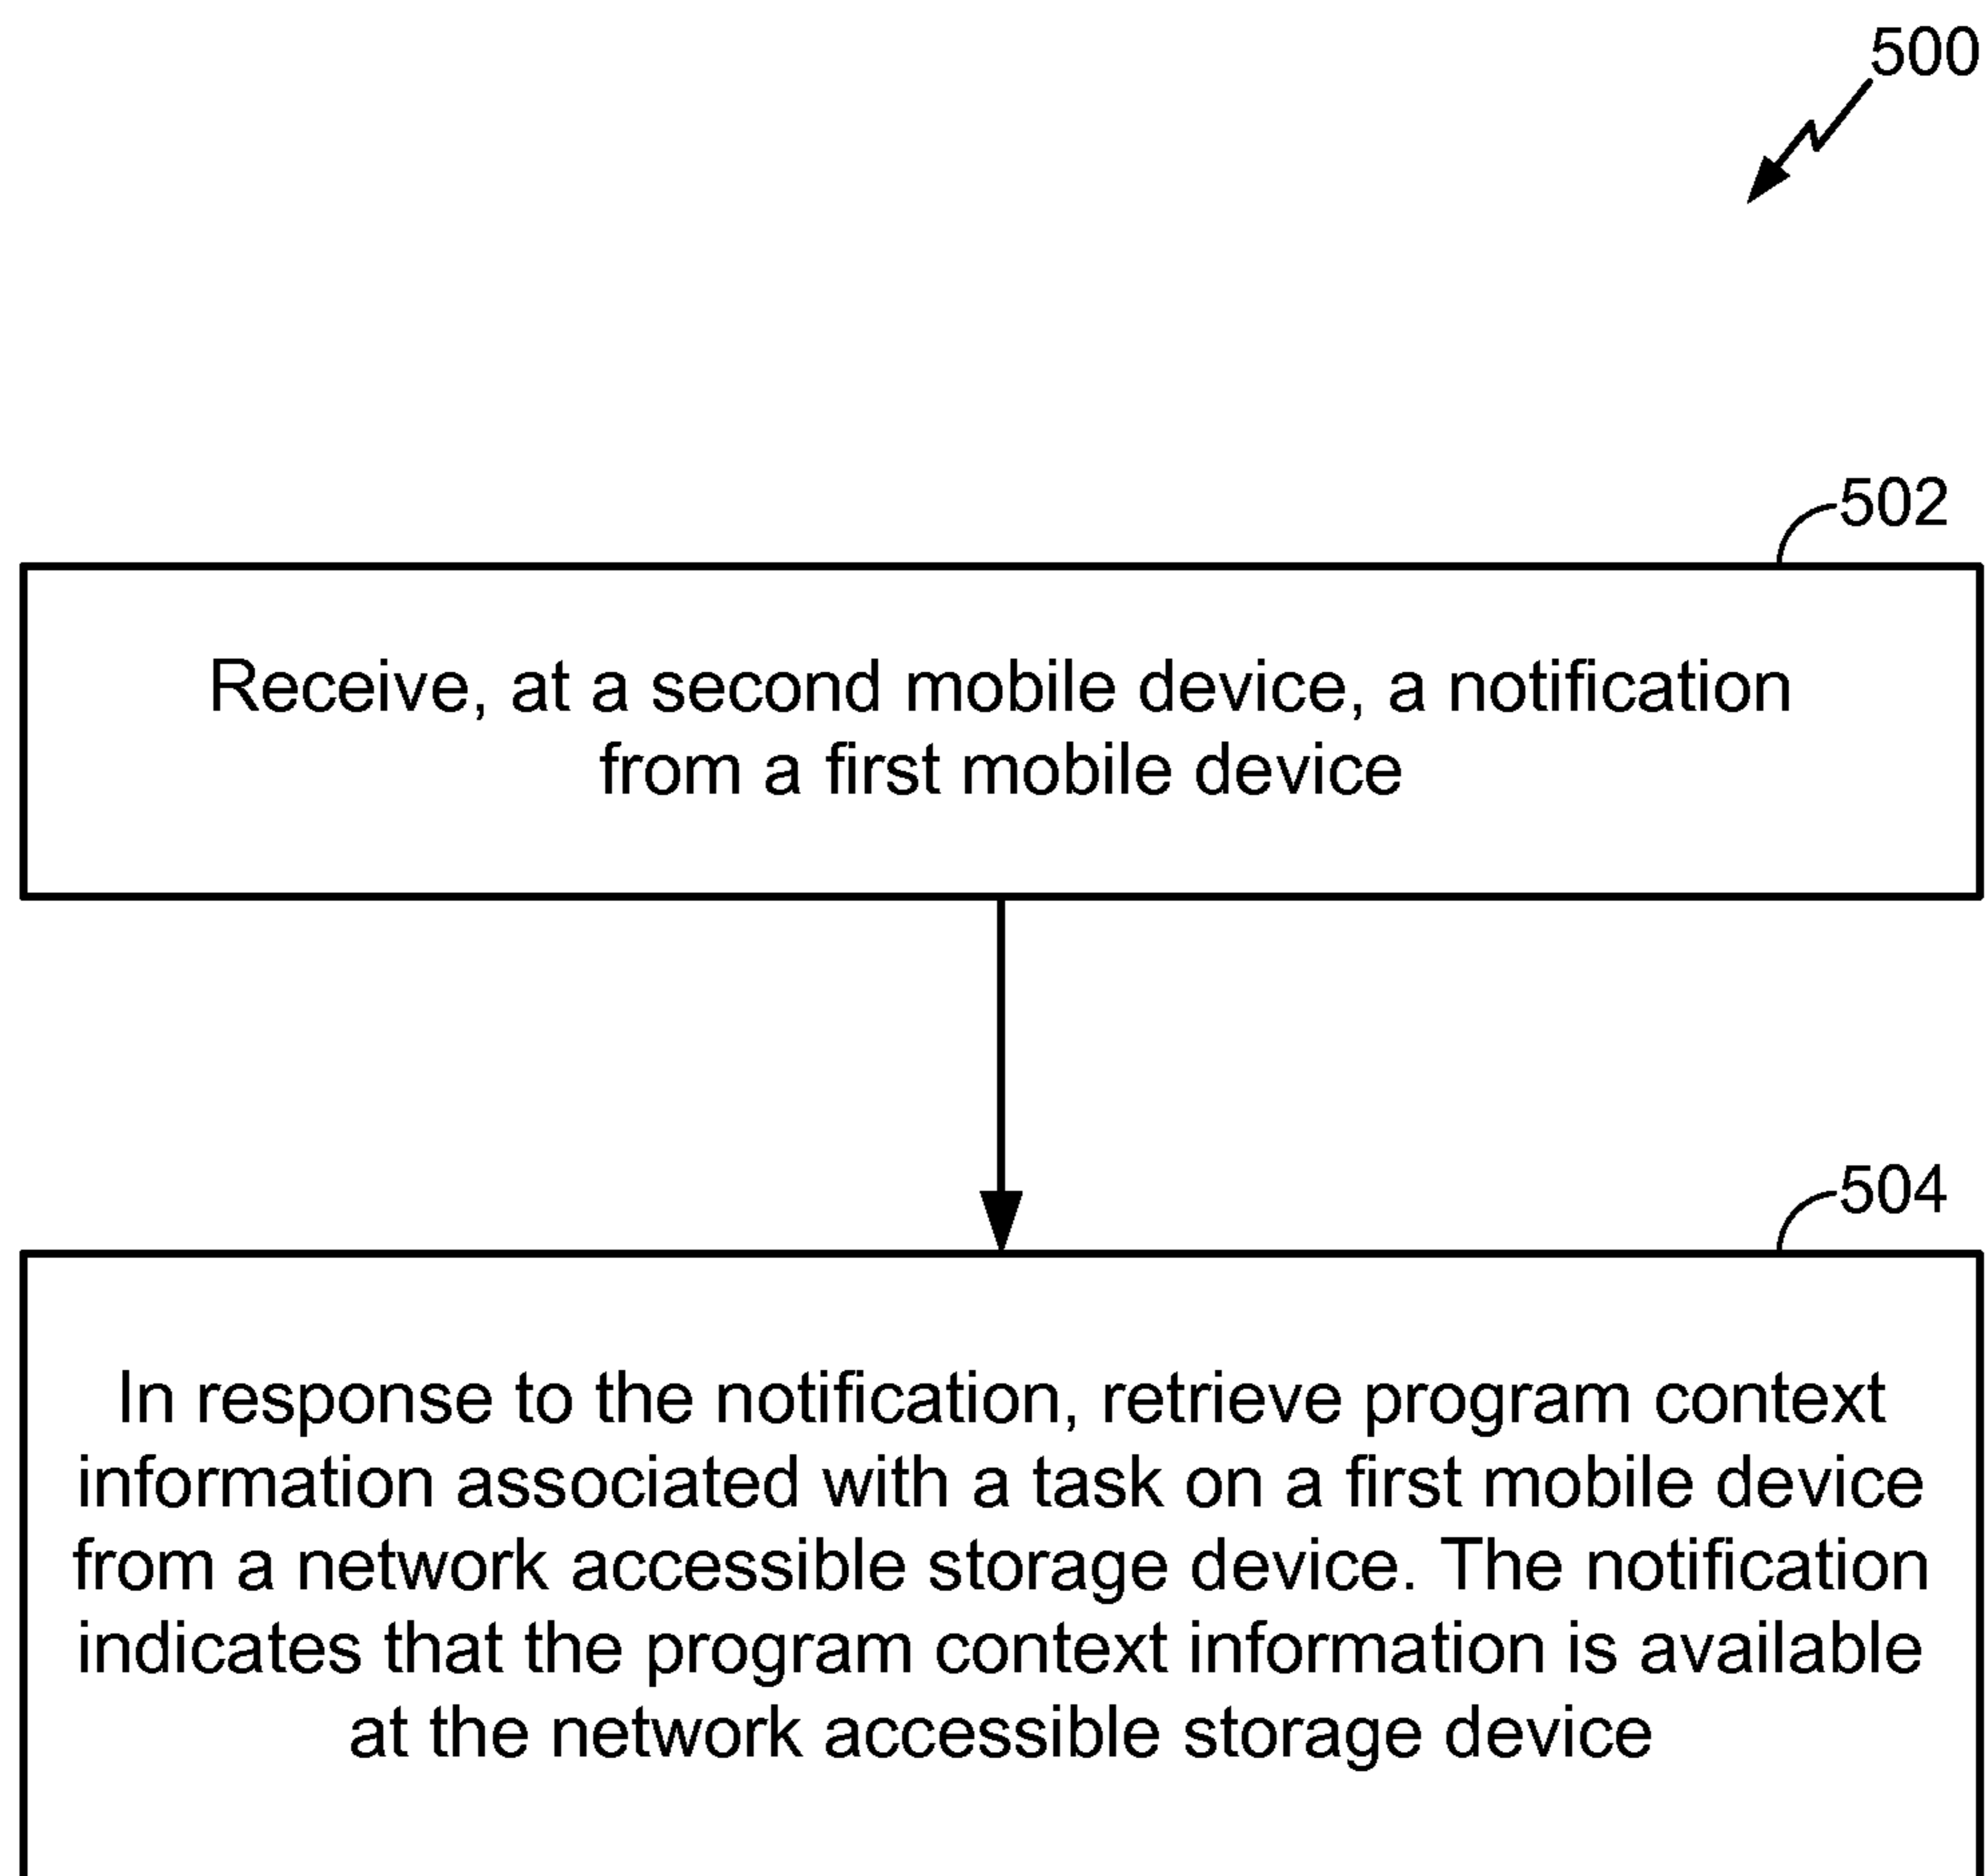 500
502
Receive, at a second mobile device, a notification
from a first mobile device
504
In response to the notification, retrieve program context
information associated with a task on a first mobile device
from a network accessible storage device. The notification
indicates that the program context information is available
at the network accessible storage device